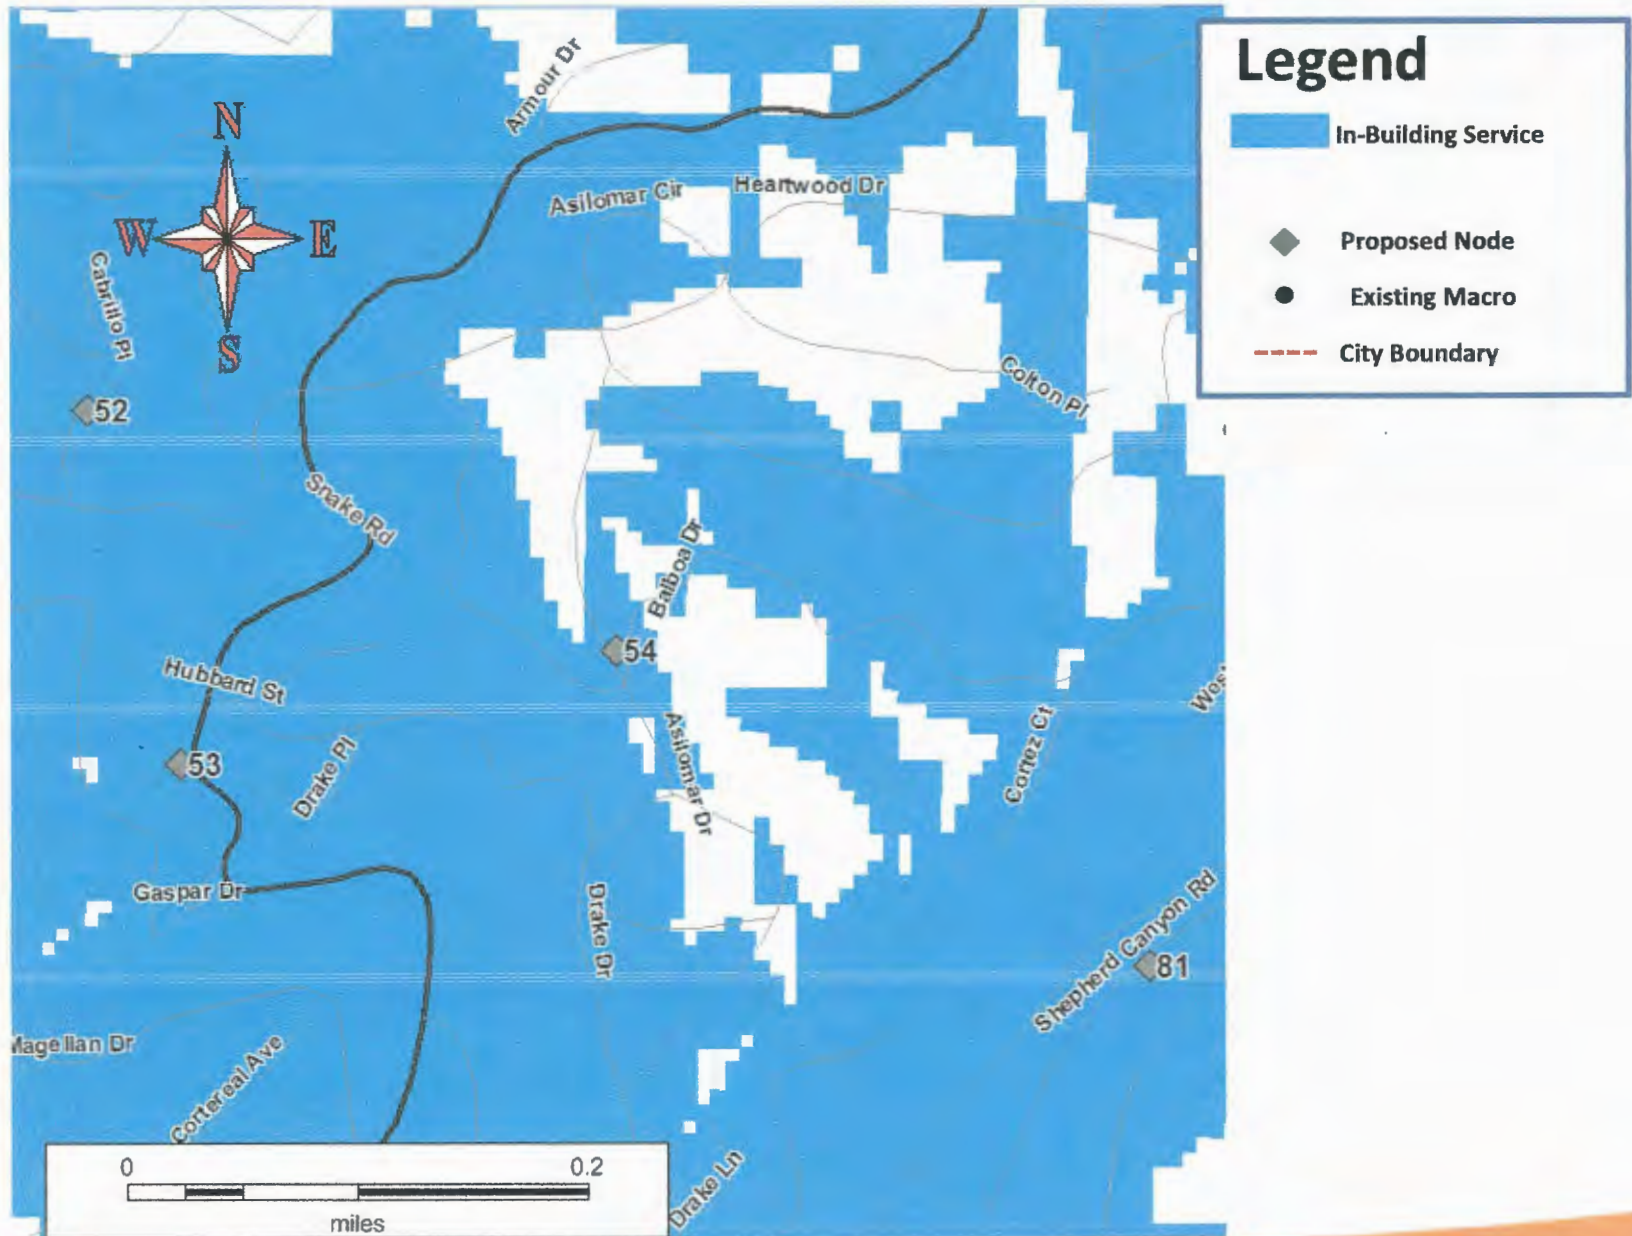 Legend
In-Building Service
Proposed Node
Existing Macro
City Boundary
N
W
E
S
Armour Dr
Asilomar Cir
Heartwood Dr
Cabrillo Pl
52
Colton Pl
Snake Rd
Balboa Dr
54
Hubbard St
53
Drake Pl
Asilomar Dr
Cortez Ct
Gaspar Dr
Drake Dr
Shepherd Canyon Rd
81
Magellan Dr
Cortereal Ave
0
0.2
miles
Drake Ln